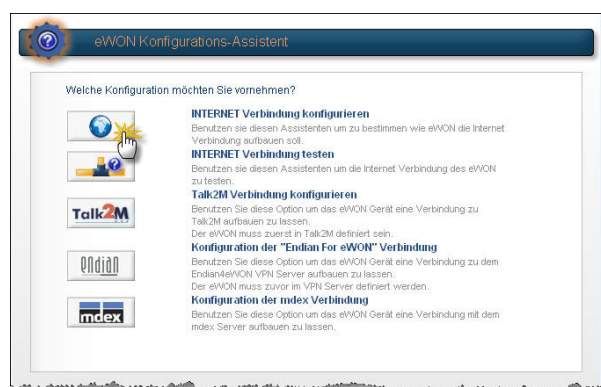 eWON Konfigurations-Assistent
Welche Konfiguration möchten Sie vornehmen?
INTERNET Verbindung konfigurieren
Benutzen sie diesen Assistenten um zu bestimmen wie eWON die Internet
Verbindung aufbauen soll.
INTERNET Verbindung testen
Benutzen sie diesen Assistenten um die Internet Verbindung des eWON
zu testen.
Talk2M
Talk2M Verbindung konfigurieren
Benutzen Sie diese Option um das eWON Gerät eine Verbindung zu
Talk2M aufbauen zu lassen.
Der eWON muss zuerst in Talk2M definiert sein.
endian
Konfiguration der "Endian For eWON" Verbindung
Benutzen Sie diese Option um das eWON Gerät eine Verbindung zu dem
Endian4eWON VPN Server aufbauen zu lassen.
Der eWON muss zuvor im VPN Server definiert werden.
mdex
Konfiguration der mdex Verbindung
Benutzen Sie diese Option um das eWON Gerät eine Verbindung mit dem
mdex Server aufbauen zu lassen.